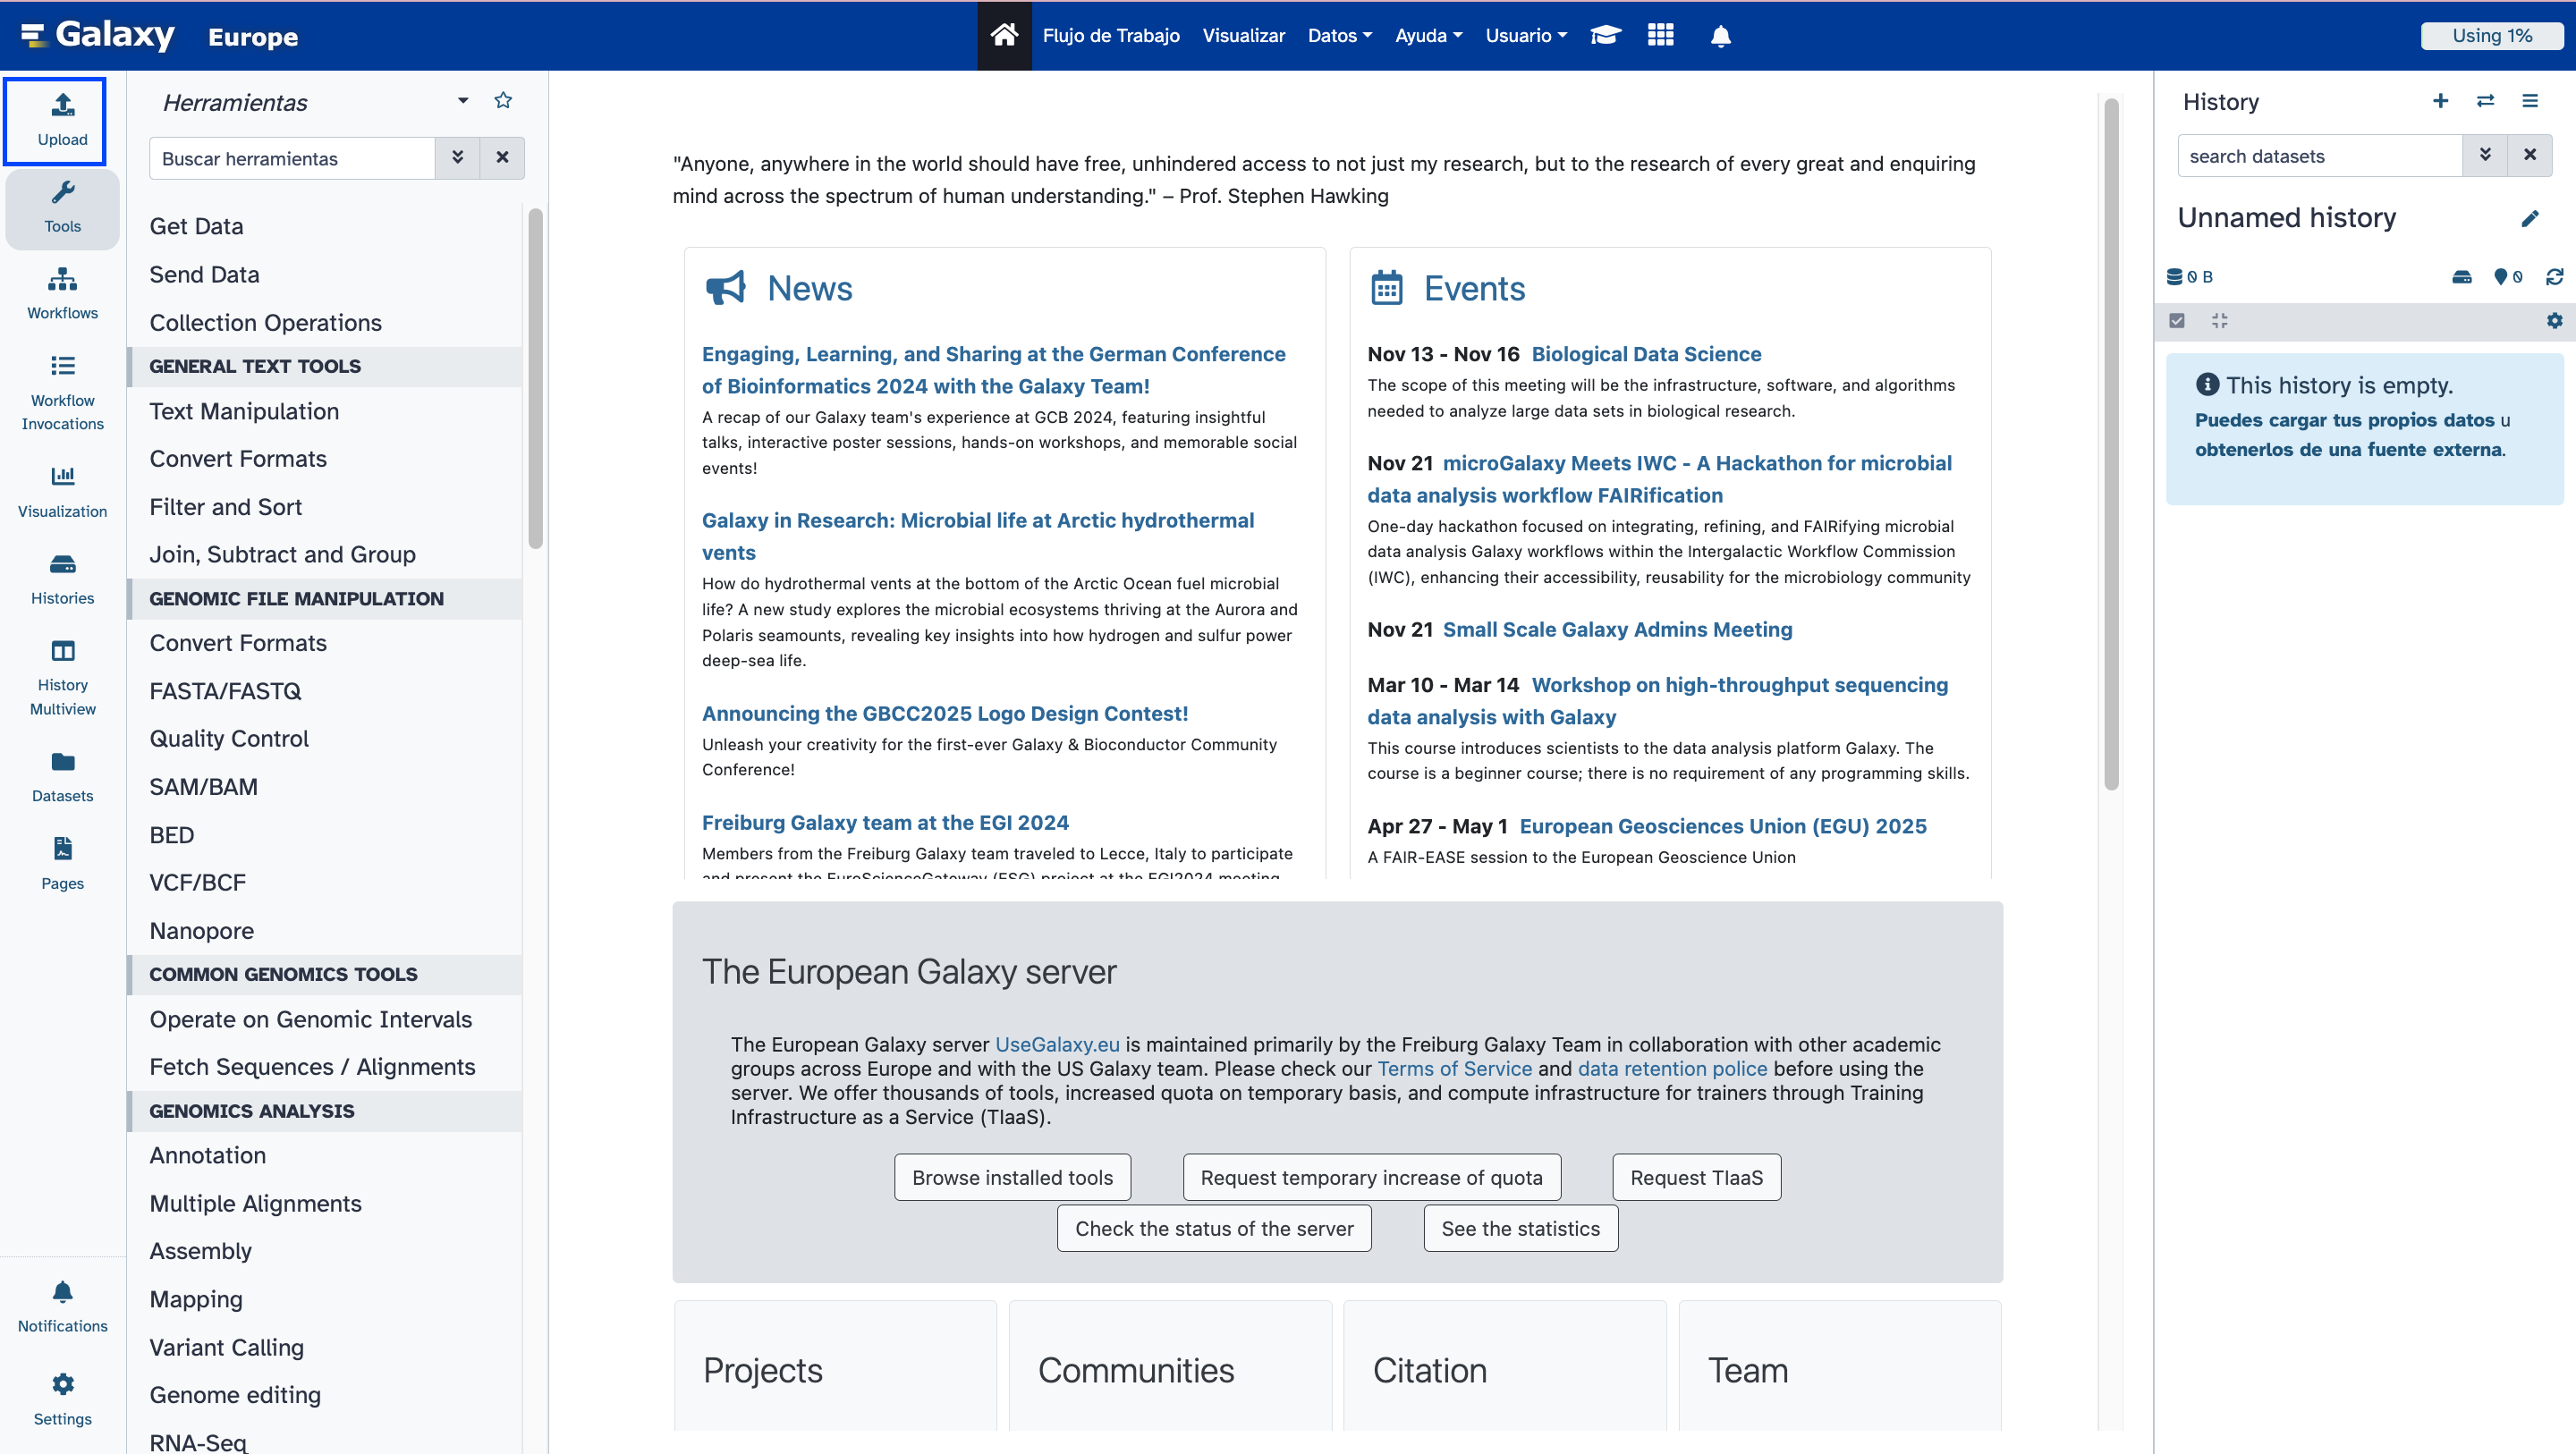 Galaxy Europe
Flujo de Trabajo Visualizar Datos Ayuda Usuario
Using 1%
Upload
Tools
Workflows
Workflow
Invocations
Visualization
Histories
History
Multiview
Datasets
Pages
Notifications
Settings
Herramientas
Buscar herramientas
Get Data
Send Data
Collection Operations
GENERAL TEXT TOOLS
Text Manipulation
Convert Formats
Filter and Sort
Join, Subtract and Group
GENOMIC FILE MANIPULATION
Convert Formats
FASTA/FASTQ
Quality Control
SAM/BAM
BED
VCF/BCF
Nanopore
COMMON GENOMICS TOOLS
Operate on Genomic Intervals
Fetch Sequences / Alignments
GENOMICS ANALYSIS
Annotation
Multiple Alignments
Assembly
Mapping
Variant Calling
Genome editing
RNA-Seq
"Anyone, anywhere in the world should have free, unhindered access to not just my research, but to the research of every great and enquiring
mind across the spectrum of human understanding." – Prof. Stephen Hawking
News
Engaging, Learning, and Sharing at the German Conference
of Bioinformatics 2024 with the Galaxy Team!
A recap of our Galaxy team's experience at GCB 2024, featuring insightful
talks, interactive poster sessions, hands-on workshops, and memorable social
events!
Galaxy in Research: Microbial life at Arctic hydrothermal
vents
How do hydrothermal vents at the bottom of the Arctic Ocean fuel microbial
life? A new study explores the microbial ecosystems thriving at the Aurora and
Polaris seamounts, revealing key insights into how hydrogen and sulfur power
deep-sea life.
Announcing the GBCC2025 Logo Design Contest!
Unleash your creativity for the first-ever Galaxy & Bioconductor Community
Conference!
Freiburg Galaxy team at the EGI 2024
Members from the Freiburg Galaxy team traveled to Lecce, Italy to participate
and present the EuroScienceGateway (ESG) project at the EGI2024 meeting
Events
Nov 13 - Nov 16 Biological Data Science
The scope of this meeting will be the infrastructure, software, and algorithms
needed to analyze large data sets in biological research.
Nov 21 microGalaxy Meets IWC - A Hackathon for microbial
data analysis workflow FAIRification
One-day hackathon focused on integrating, refining, and FAIRifying microbial
data analysis Galaxy workflows within the Intergalactic Workflow Commission
(IWC), enhancing their accessibility, reusability for the microbiology community
Nov 21 Small Scale Galaxy Admins Meeting
Mar 10 - Mar 14 Workshop on high-throughput sequencing
data analysis with Galaxy
This course introduces scientists to the data analysis platform Galaxy. The
course is a beginner course; there is no requirement of any programming skills.
Apr 27 - May 1 European Geosciences Union (EGU) 2025
A FAIR-EASE session to the European Geoscience Union
The European Galaxy server
The European Galaxy server UseGalaxy.eu is maintained primarily by the Freiburg Galaxy Team in collaboration with other academic
groups across Europe and with the US Galaxy team. Please check our Terms of Service and data retention police before using the
server. We offer thousands of tools, increased quota on temporary basis, and compute infrastructure for trainers through Training
Infrastructure as a Service (TIaaS).
Browse installed tools Request temporary increase of quota Request TIaaS
Check the status of the server See the statistics
Projects Communities Citation Team
History
search datasets
Unnamed history
0 B 0
This history is empty.
Puedes cargar tus propios datos u
obtenerlos de una fuente externa.